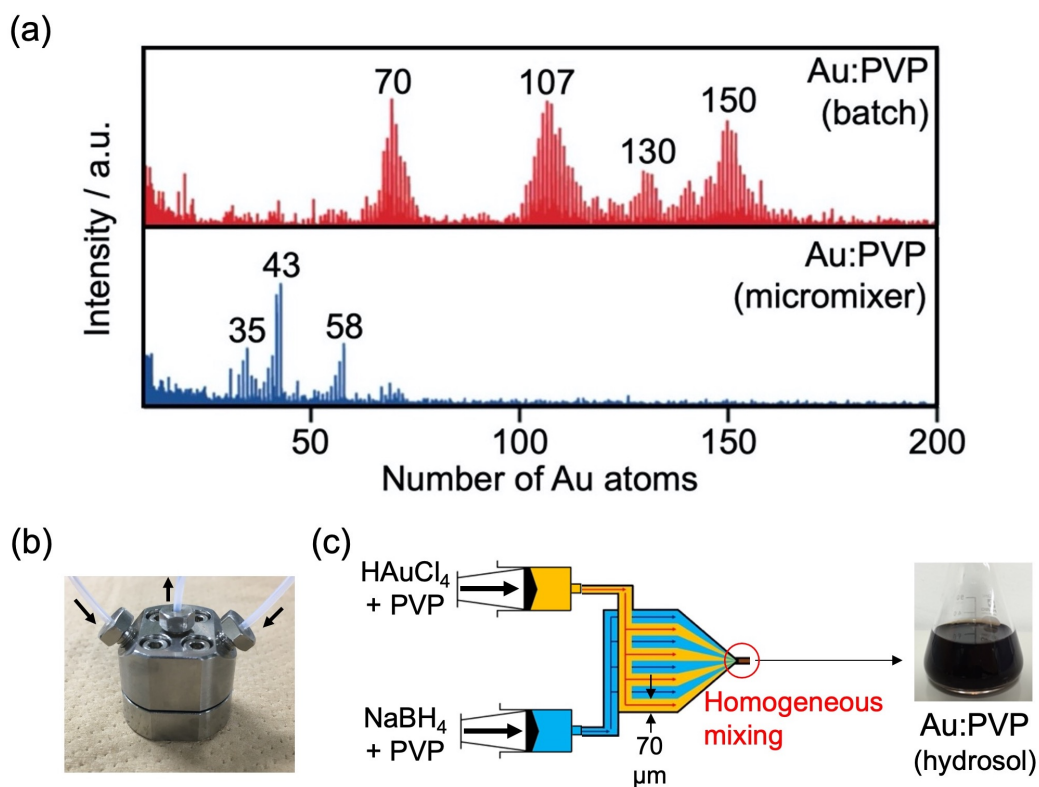 (a)
Au:PVP
(batch)
70
107
130
150
Intensity / a.u.
Au:PVP
(micromixer)
35
43
58
50
100
150
200
Number of Au atoms
(b)
(c)
HAuCl4
+ PVP
NaBH4
+ PVP
70
µm
Homogeneous
mixing
Au:PVP
(hydrosol)